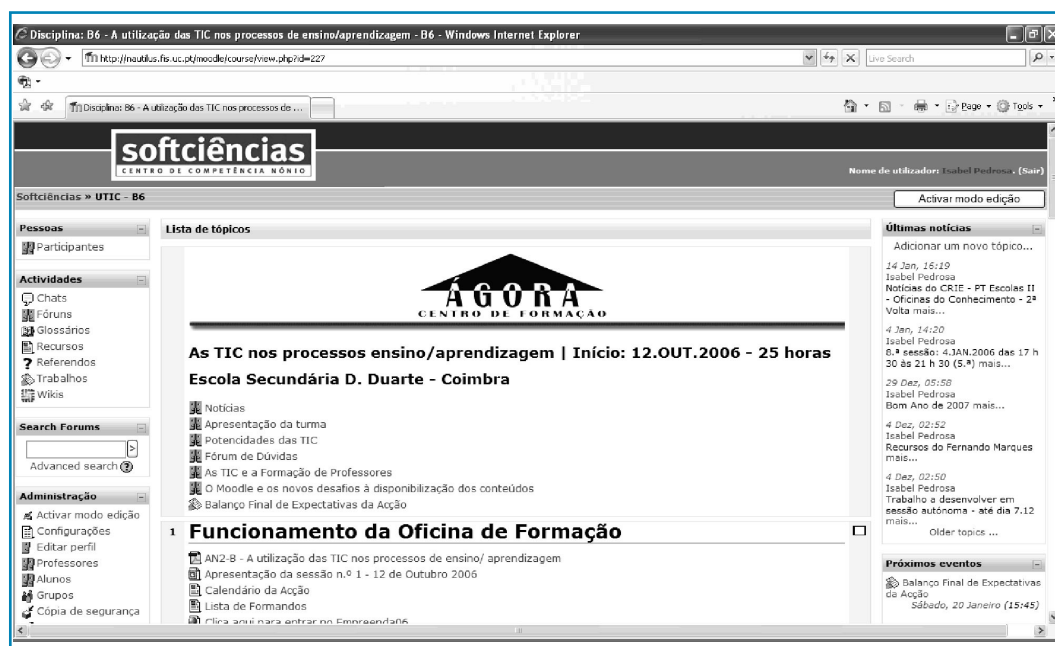 Disciplina: B6 - A utilização das TIC nos processos de ensino/aprendizagem - B6 - Windows Internet Explorer
http://nautilus.fis.uc.pt/moodle/course/view.php?id=227
Live Search
Disciplina: B6 - A utilização das TIC nos processos de ...
Page
Tools
softciências
CENTRO DE COMPETÊNCIA NÓNIO
Nome de utilizador: Isabel Pedrosa. (Sair)
Softciências » UTIC - B6
Activar modo edição
Pessoas
Participantes
Actividades
Chats
Fóruns
Glossários
Recursos
Referendos
Trabalhos
Wikis
Search Forums
Advanced search
Administração
Activar modo edição
Configurações
Editar perfil
Professores
Alunos
Grupos
Cópia de segurança
Lista de tópicos
ÁGORA
CENTRO DE FORMAÇÃO
As TIC nos processos ensino/aprendizagem | Início: 12.OUT.2006 - 25 horas
Escola Secundária D. Duarte - Coimbra
Notícias
Apresentação da turma
Potencidades das TIC
Fórum de Dúvidas
As TIC e a Formação de Professores
O Moodle e os novos desafios à disponibilização dos conteúdos
Balanço Final de Expectativas da Acção
1 Funcionamento da Oficina de Formação
AN2-B - A utilização das TIC nos processos de ensino/ aprendizagem
Apresentação da sessão n.º 1 - 12 de Outubro 2006
Calendário da Acção
Lista de Formandos
Clica aqui para entrar no Empreenda06
Últimas notícias
Adicionar um novo tópico...
14 Jan, 16:19
Isabel Pedrosa
Notícias do CRIE - PT Escolas II
- Oficinas do Conhecimento - 2ª
Volta mais...
4 Jan, 14:20
Isabel Pedrosa
8.ª sessão: 4.JAN.2006 das 17 h
30 às 21 h 30 (5.ª) mais...
29 Dez, 05:58
Isabel Pedrosa
Bom Ano de 2007 mais...
4 Dez, 02:52
Isabel Pedrosa
Recursos do Fernando Marques
mais...
4 Dez, 02:50
Isabel Pedrosa
Trabalho a desenvolver em
sessão autónoma - até dia 7.12
mais...
Older topics ...
Próximos eventos
Balanço Final de Expectativas
da Acção
Sábado, 20 Janeiro (15:45)